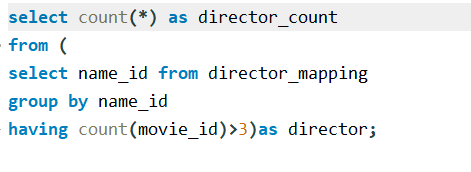 select count(*) as director_count
from (
select name_id from director_mapping
group by name_id
having count(movie_id)>3)as director;